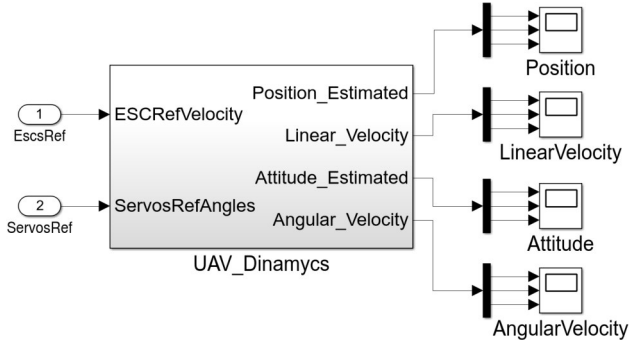 Position
1
EscsRef
ESCRefVelocity
Position_Estimated
Linear_Velocity
LinearVelocity
2
ServosRef
ServosRefAngles
Attitude_Estimated
Angular_Velocity
Attitude
UAV_Dinamycs
AngularVelocity